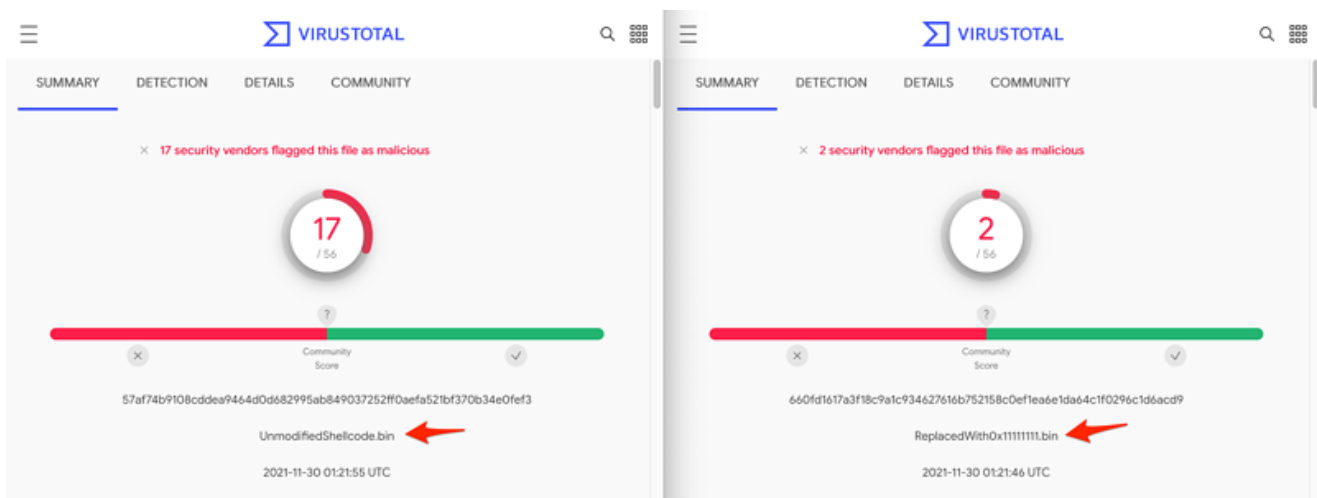 VIRUSTOTAL
SUMMARY DETECTION DETAILS COMMUNITY
17 security vendors flagged this file as malicious
17
/ 56
?
Community
Score
57af74b9108cddea9464d0d682995ab849037252ff0aefa521bf370b34e0fef3
UnmodifiedShellcode.bin
2021-11-30 01:21:55 UTC
VIRUSTOTAL
SUMMARY DETECTION DETAILS COMMUNITY
2 security vendors flagged this file as malicious
2
/ 56
?
Community
Score
660fd1617a3f18c9a1c934627616b752158c0ef1ea6e1da64c1f0296c1d6acd9
ReplacedWith0x11111111.bin
2021-11-30 01:21:46 UTC